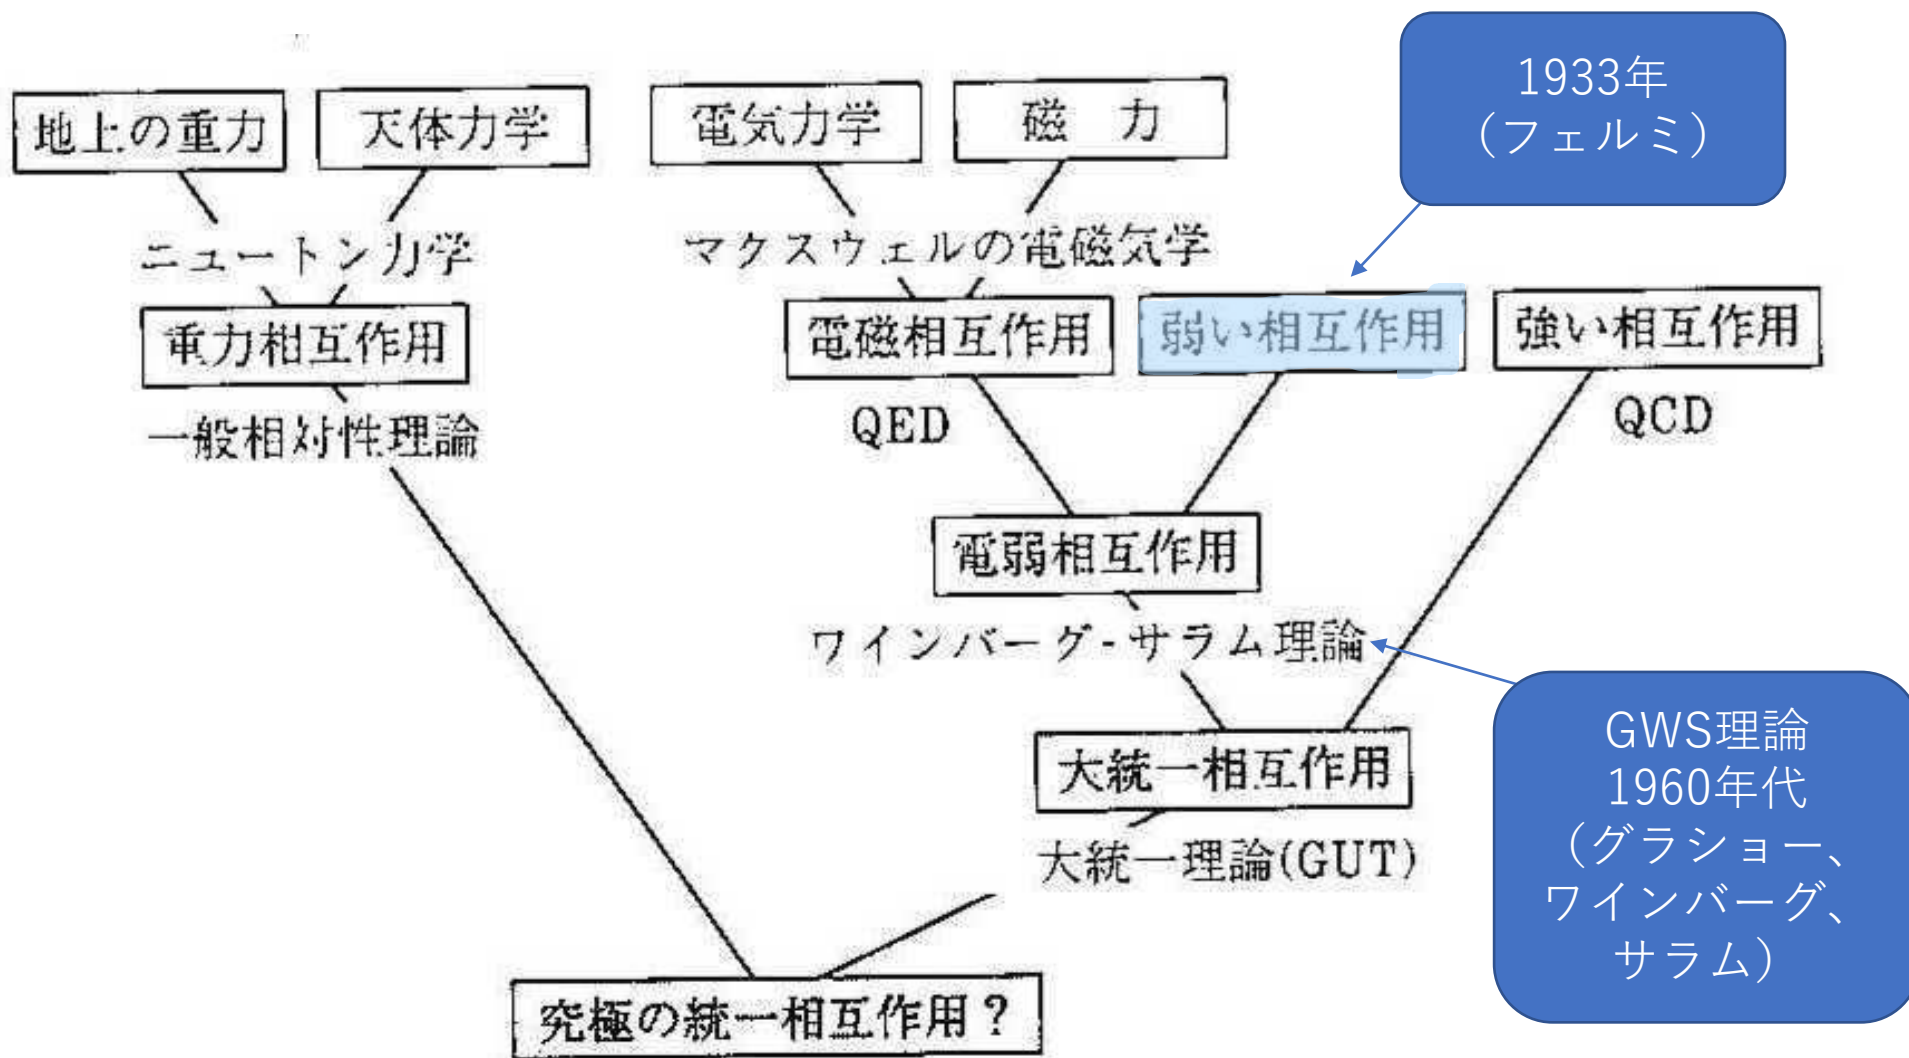 1933年
(フェルミ)
地上の重力
天体力学
電気力学
磁 力
ニュートン力学
マクスウェルの電磁気学
重力相互作用
電磁相互作用
弱い相互作用
強い相互作用
一般相対性理論
QED
QCD
電弱相互作用
ワインバーグ-サラム理論
GWS理論
1960年代
(グラショー、
ワインバーグ、
サラム)
大統一相互作用
大統一理論(GUT)
究極の統一相互作用?